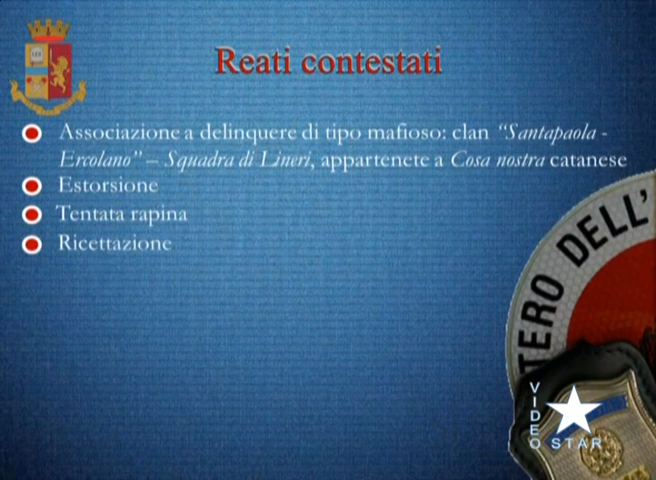 Reati contestati
Associazione a delinquere di tipo mafioso: clan “Santapaola -
Ercolano” – Squadra di Lineri, appartenete a Cosa nostra catanese
Estorsione
Tentata rapina
Ricettazione
TERO DELL'
VIDEO STAR